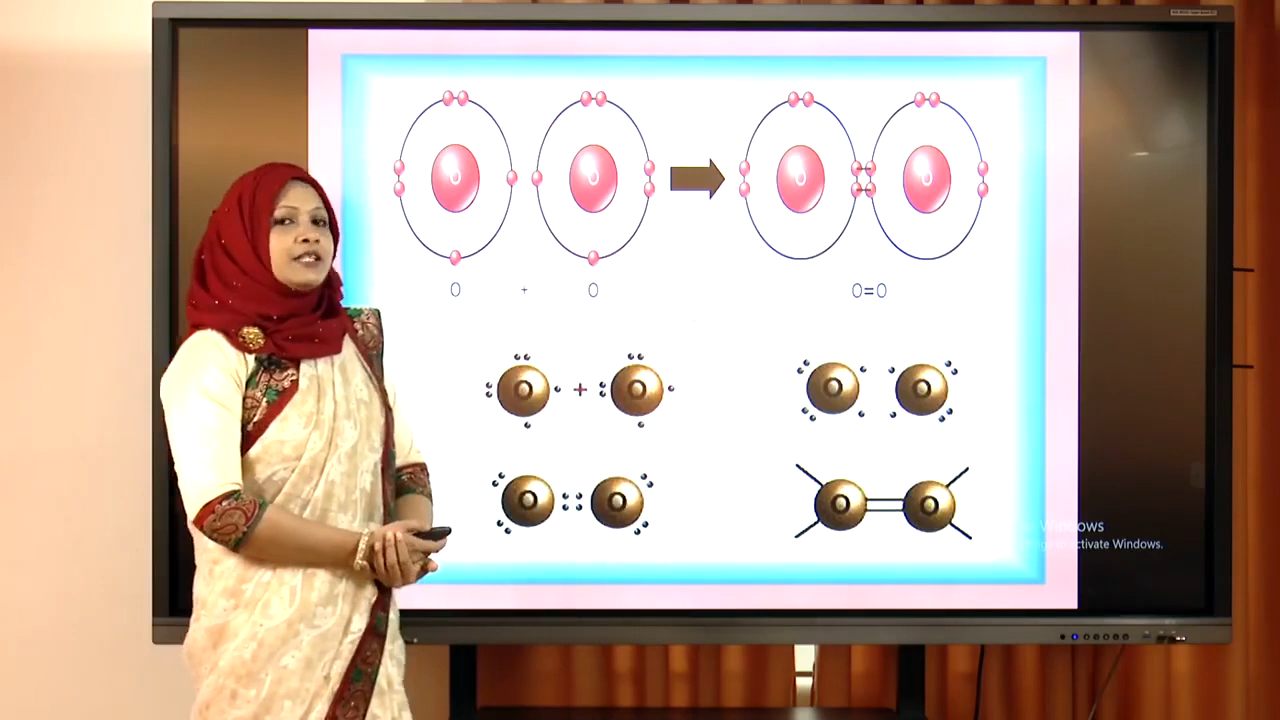 O O O O
O + O O=O
O + O O O
O O O O
Windows
activate Windows.